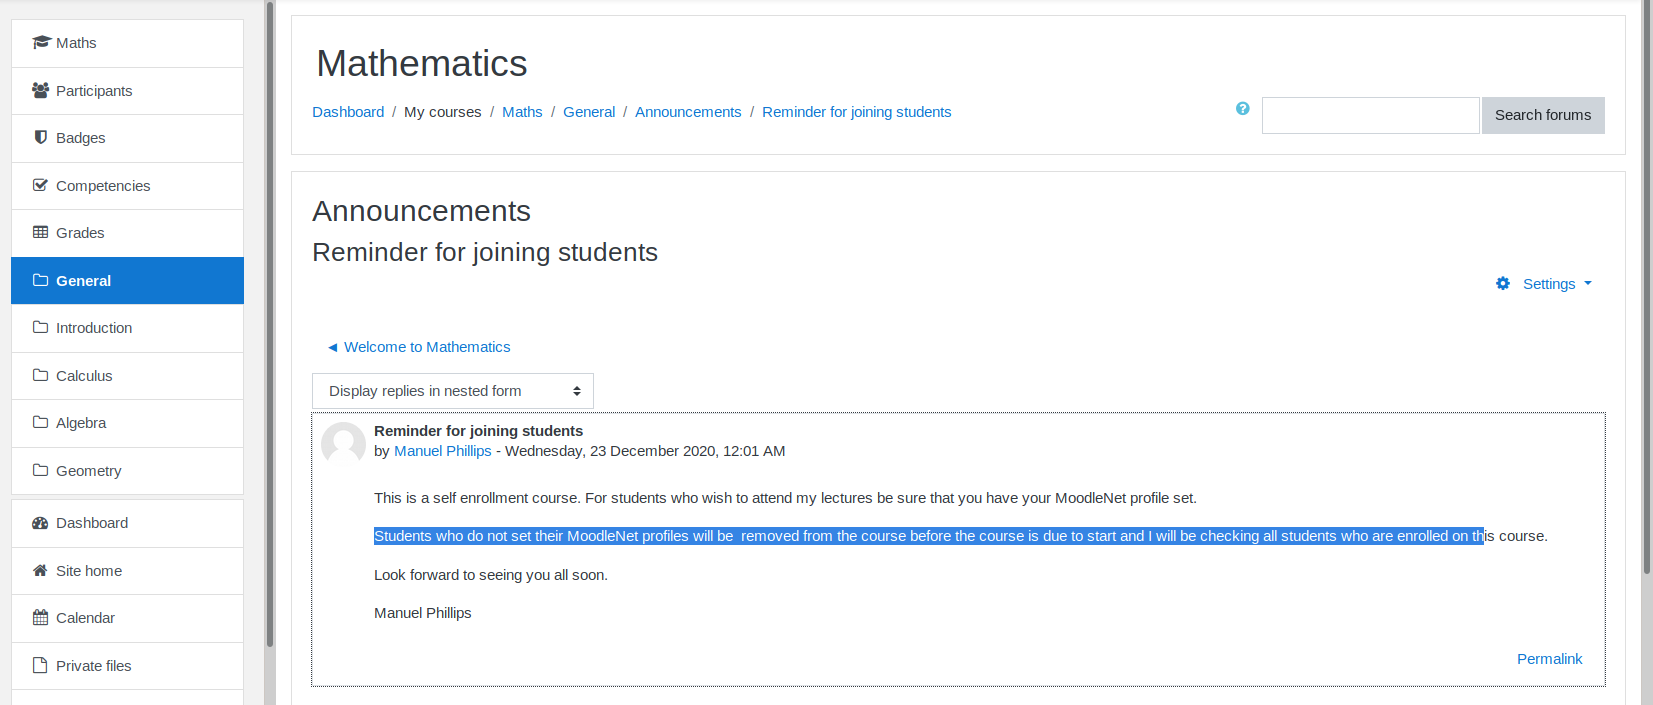 Maths
Participants
Badges
Competencies
Grades
General
Introduction
Calculus
Algebra
Geometry
Dashboard
Site home
Calendar
Private files
Mathematics
Dashboard / My courses / Maths / General / Announcements / Reminder for joining students
Search forums
Announcements
Reminder for joining students
Settings
◄ Welcome to Mathematics
Display replies in nested form
Reminder for joining students
by Manuel Phillips - Wednesday, 23 December 2020, 12:01 AM
This is a self enrollment course. For students who wish to attend my lectures be sure that you have your MoodleNet profile set.
Students who do not set their MoodleNet profiles will be  removed from the course before the course is due to start and I will be checking all students who are enrolled on this course.
Look forward to seeing you all soon.
Manuel Phillips
Permalink